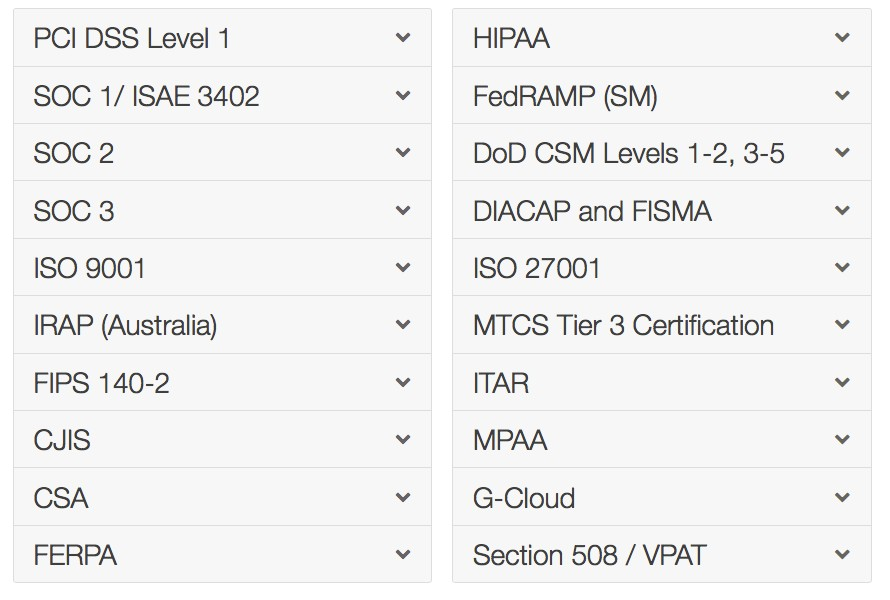 PCI DSS Level 1
SOC 1/ ISAE 3402
SOC 2
SOC 3
ISO 9001
IRAP (Australia)
FIPS 140-2
CJIS
CSA
FERPA
HIPAA
FedRAMP (SM)
DoD CSM Levels 1-2, 3-5
DIACAP and FISMA
ISO 27001
MTCS Tier 3 Certification
ITAR
MPAA
G-Cloud
Section 508 / VPAT